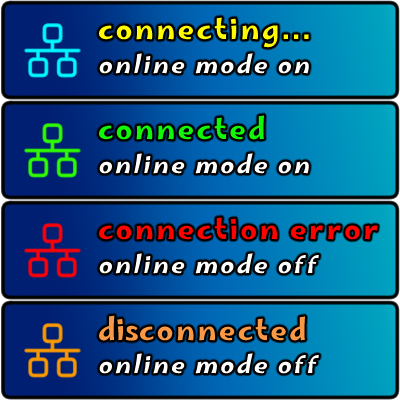 connecting...
online mode on
connected
online mode on
connection error
online mode off
disconnected
online mode off